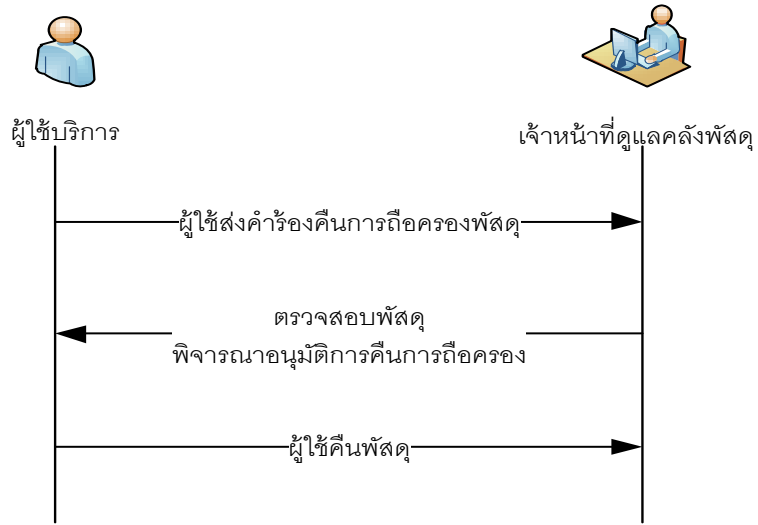 ผู้ใช้บริการ
เจ้าหน้าที่ดูแลคลังพัสดุ
ผู้ใช้ส่งคำร้องคืนการถือครองพัสดุ
ตรวจสอบพัสดุ
พิจารณาอนุมัติการคืนการถือครอง
ผู้ใช้คืนพัสดุ